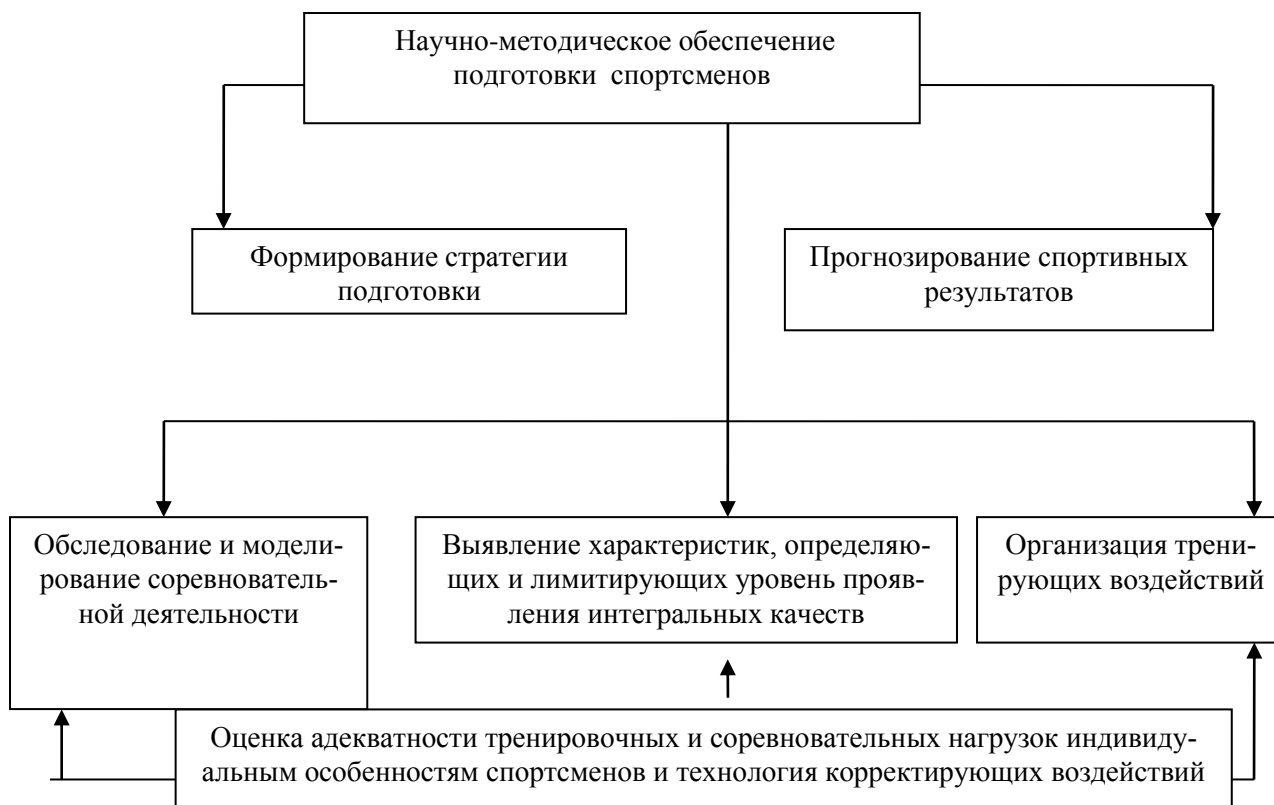 Научно-методическое обеспечение
подготовки спортсменов
Формирование стратегии
подготовки
Прогнозирование спортивных
результатов
Обследование и модели-
рование соревнователь-
ной деятельности
Выявление характеристик, определяю-
щих и лимитирующих уровень прояв-
ления интегральных качеств
Организация трени-
рующих воздействий
Оценка адекватности тренировочных и соревновательных нагрузок индивиду-
альным особенностям спортсменов и технология корректирующих воздействий